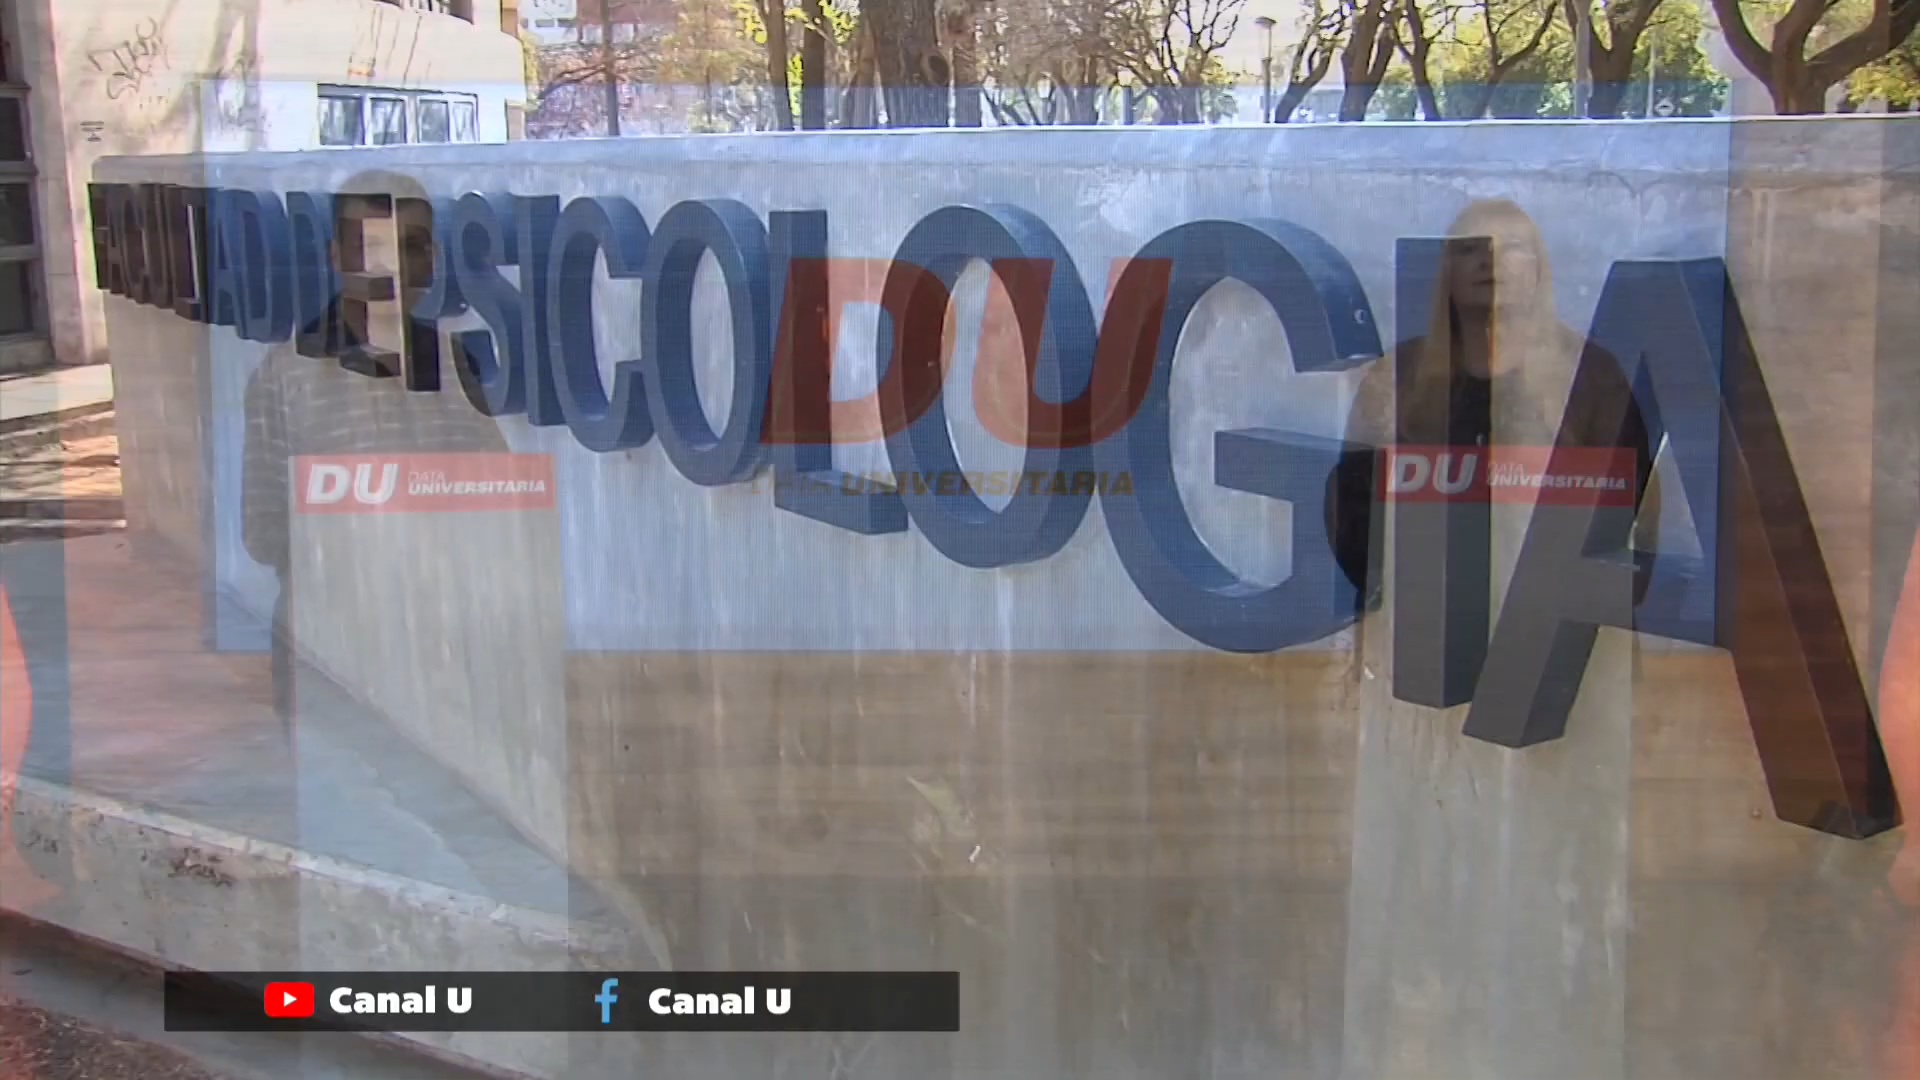 FACULTAD DE PSICOLOGIA
DU
DATA UNIVERSITARIA
DU DATA
UNIVERSITARIA
DU DATA
UNIVERSITARIA
Canal U
Canal U